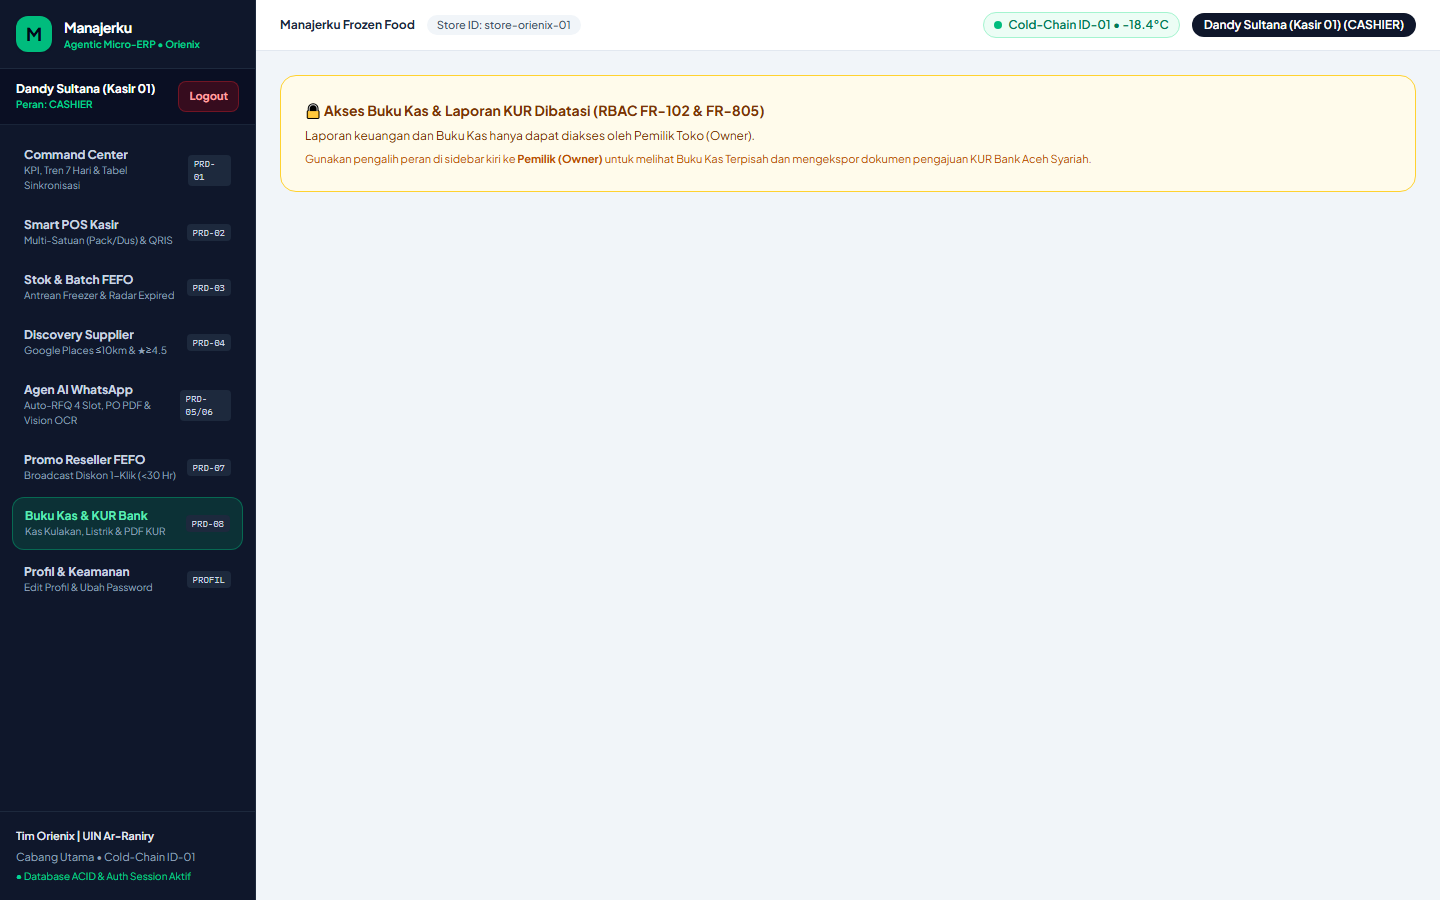 M
Manajerku
Agentic Micro-ERP • Orienix
Dandy Sultana (Kasir 01)
Peran: CASHIER
Logout
Command Center
KPI, Tren 7 Hari & Tabel
Sinkronisasi
PRD-
01
Smart POS Kasir
Multi-Satuan (Pack/Dus) & QRIS
PRD-02
Stok & Batch FEFO
Antrean Freezer & Radar Expired
PRD-03
Discovery Supplier
Google Places ≤10km & ★≥4.5
PRD-04
Agen AI WhatsApp
Auto-RFQ 4 Slot, PO PDF &
Vision OCR
PRD-
05/06
Promo Reseller FEFO
Broadcast Diskon 1-Klik (<30 Hr)
PRD-07
Buku Kas & KUR Bank
Kas Kulakan, Listrik & PDF KUR
PRD-08
Profil & Keamanan
Edit Profil & Ubah Password
PROFIL
Tim Orienix | UIN Ar-Raniry
Cabang Utama • Cold-Chain ID-01
• Database ACID & Auth Session Aktif
Manajerku Frozen Food
Store ID: store-orienix-01
Cold-Chain ID-01 • -18.4°C
Dandy Sultana (Kasir 01) (CASHIER)
🔒 Akses Buku Kas & Laporan KUR Dibatasi (RBAC FR-102 & FR-805)
Laporan keuangan dan Buku Kas hanya dapat diakses oleh Pemilik Toko (Owner).
Gunakan pengalih peran di sidebar kiri ke Pemilik (Owner) untuk melihat Buku Kas Terpisah dan mengekspor dokumen pengajuan KUR Bank Aceh Syariah.